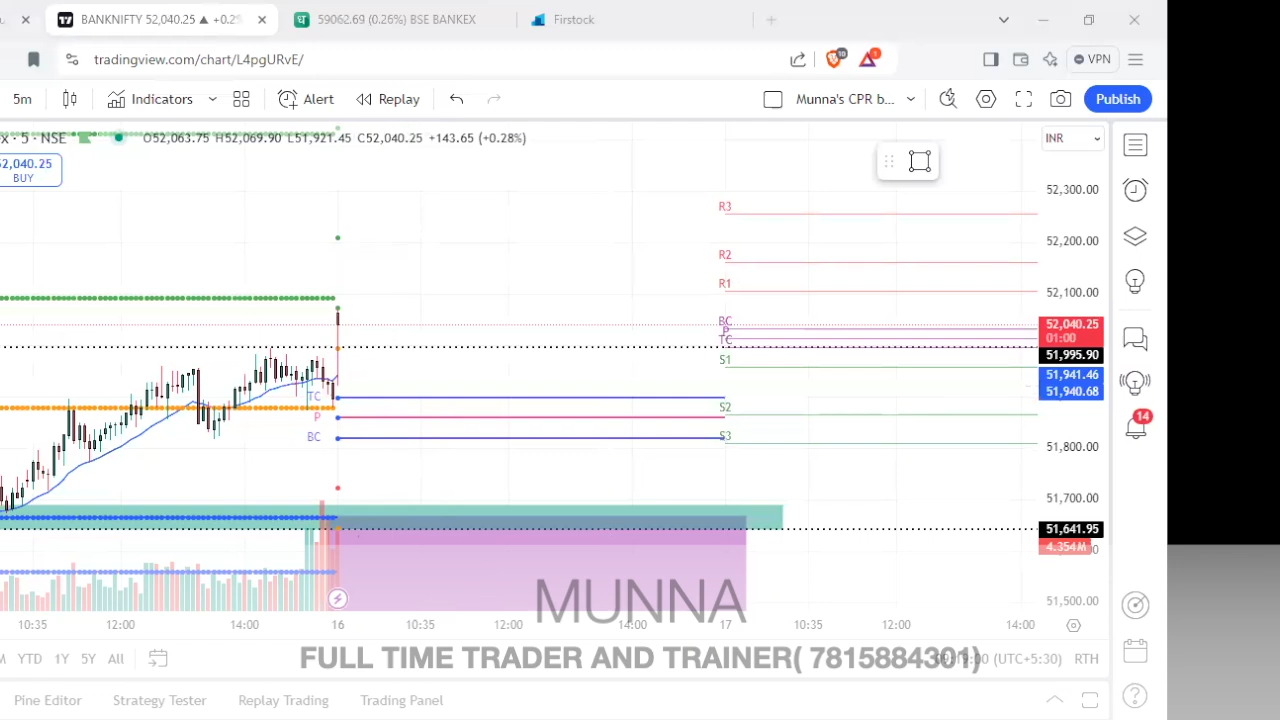 BANKNIFTY 52,040.25 ▲ +0.2%
59062.69 (0.26%) BSE BANKEX
Firstock
tradingview.com/chart/L4pgURvE/
VPN
5m
Indicators
Alert
Replay
Munna's CPR b...
Publish
x · 5 · NSE
O52,063.75 H52,069.90 L51,921.45 C52,040.25 +143.65 (+0.28%)
INR
52,040.25
BUY
52,300.00
R3
52,200.00
R2
R1
52,100.00
BC
P
TC
52,040.25
01:00
51,995.90
S1
51,941.46
51,940.68
TC
S2
P
BC
S3
51,800.00
51,700.00
51,641.95
4.354M
51,500.00
14
MUNNA
10:35
12:00
14:00
16
10:35
12:00
14:00
17
10:35
12:00
14:00
YTD
1Y
5Y
All
FULL TIME TRADER AND TRAINER( 7815884301)
09:19:00 (UTC+5:30)
RTH
Pine Editor
Strategy Tester
Replay Trading
Trading Panel